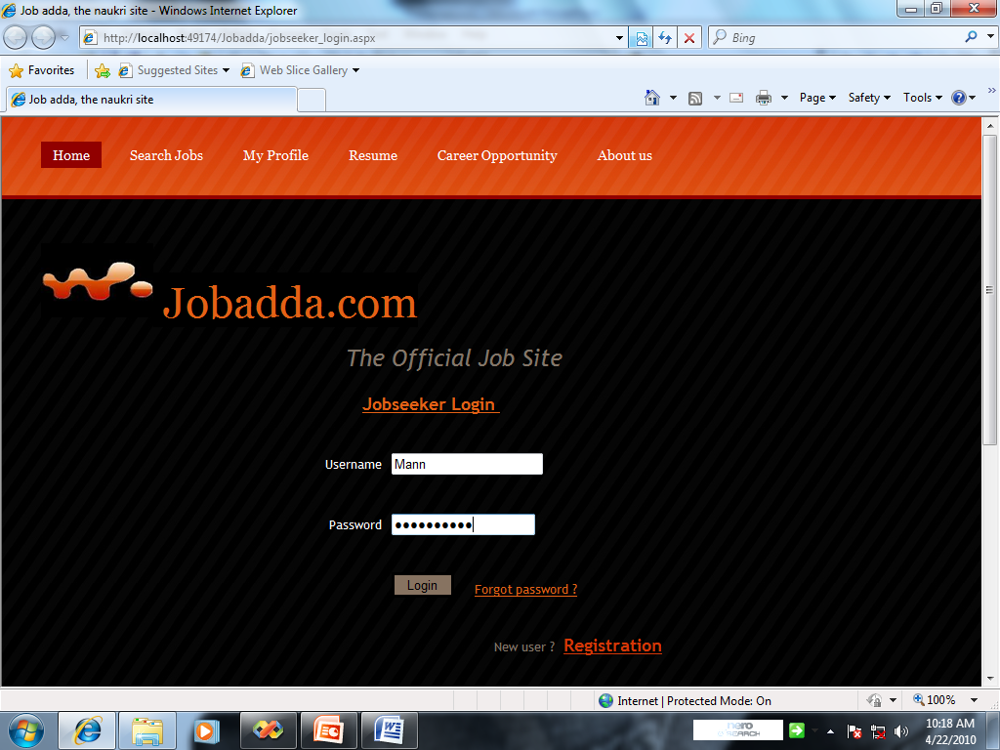 Job adda, the naukri site - Windows Internet Explorer
http://localhost:49174/Jobadda/jobseeker_login.aspx
Bing
Favorites Suggested Sites Web Slice Gallery
Job adda, the naukri site
Page Safety Tools
Home Search Jobs My Profile Resume Career Opportunity About us
Jobadda.com
The Official Job Site
Jobseeker Login
Username Mann
Password ●●●●●●●●●●
Login Forgot password ?
New user ? Registration
Internet | Protected Mode: On
100%
nero
SEARCH
10:18 AM
4/22/2010